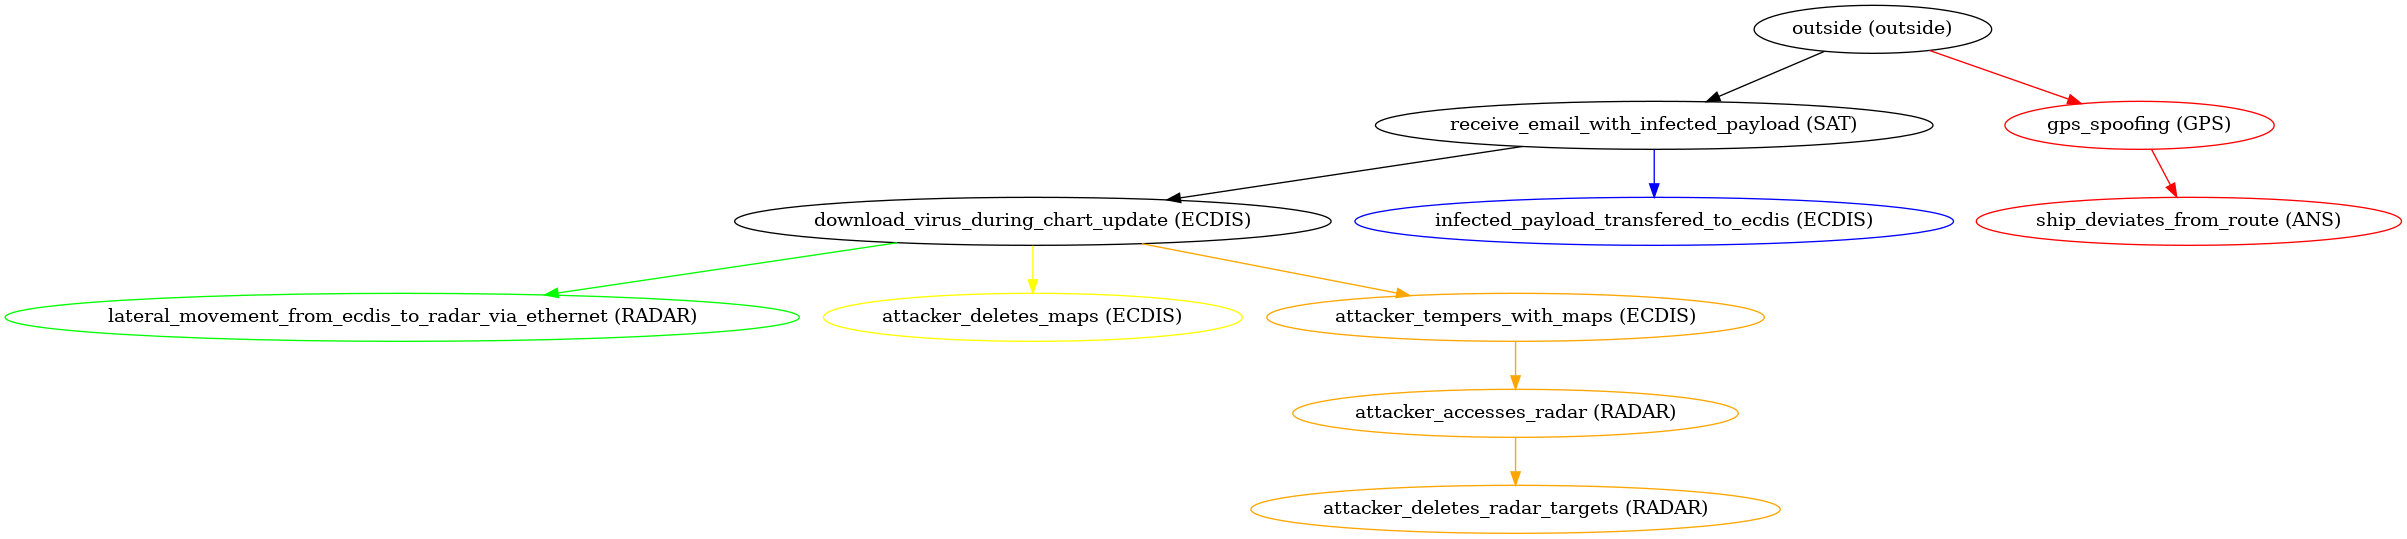 outside (outside)
receive_email_with_infected_payload (SAT)
gps_spoofing (GPS)
download_virus_during_chart_update (ECDIS)
infected_payload_transfered_to_ecdis (ECDIS)
ship_deviates_from_route (ANS)
lateral_movement_from_ecdis_to_radar_via_ethernet (RADAR)
attacker_deletes_maps (ECDIS)
attacker_tempers_with_maps (ECDIS)
attacker_accesses_radar (RADAR)
attacker_deletes_radar_targets (RADAR)